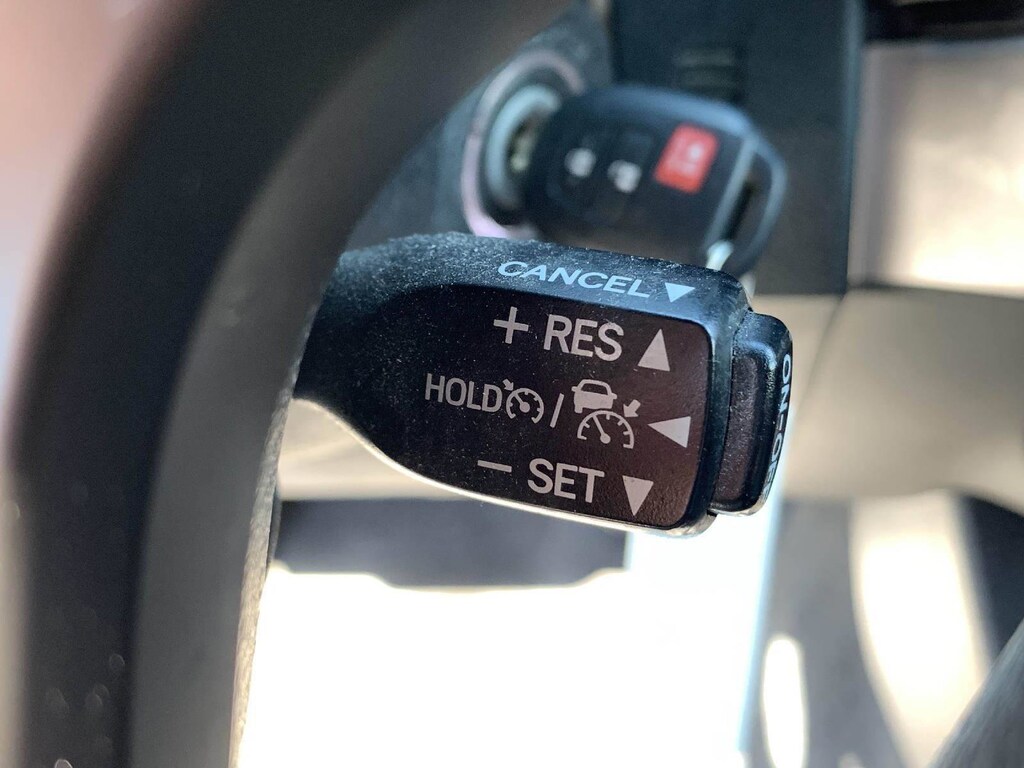 CANCEL
+ RES
HOLD /
− SET
ON-OFF